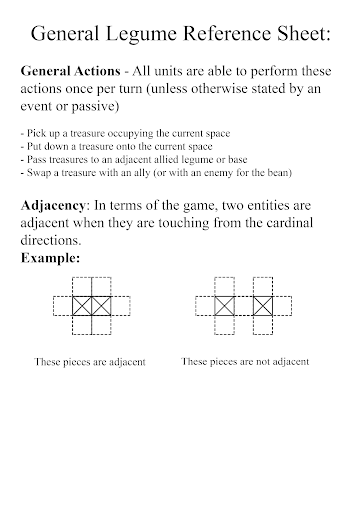 General Legume Reference Sheet:
General Actions - All units are able to perform these
actions once per turn (unless otherwise stated by an
event or passive)
- Pick up a treasure occupying the current space
- Put down a treasure onto the current space
- Pass treasures to an adjacent allied legume or base
- Swap a treasure with an ally (or with an enemy for the bean)
Adjacency: In terms of the game, two entities are
adjacent when they are touching from the cardinal
directions.
Example:
These pieces are adjacent
These pieces are not adjacent